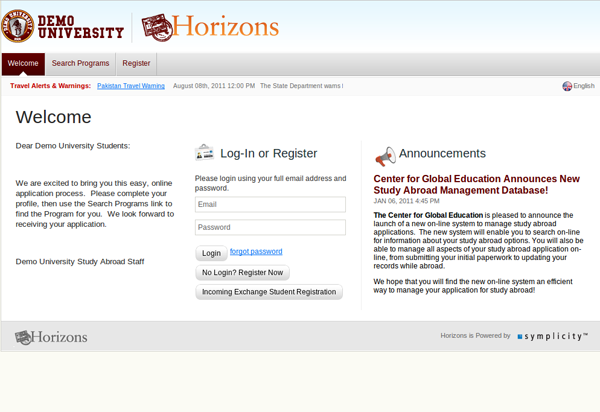 DEMO
UNIVERSITY
Horizons
Welcome
Search Programs
Register
Travel Alerts & Warnings: Pakistan Travel Warning August 08th, 2011 12:00 PM The State Department warns
English
Welcome
Dear Demo University Students:
We are excited to bring you this easy, online
application process. Please complete your
profile, then use the Search Programs link to
find the Program for you. We look forward to
receiving your application.
Demo University Study Abroad Staff
Log-In or Register
Please login using your full email address and
password.
Email
Password
Login
forgot password
No Login? Register Now
Incoming Exchange Student Registration
Announcements
Center for Global Education Announces New
Study Abroad Management Database!
JAN 06, 2011 4:45 PM
The Center for Global Education is pleased to announce the
launch of a new on-line system to manage study abroad
applications. The new system will enable you to search on-line
for information about your study abroad options. You will also be
able to manage all aspects of your study abroad application on-
line, from submitting your initial paperwork to updating your
records while abroad.
We hope that you will find the new on-line system an efficient
way to manage your application for study abroad!
Horizons
Horizons is Powered by
symplicity™